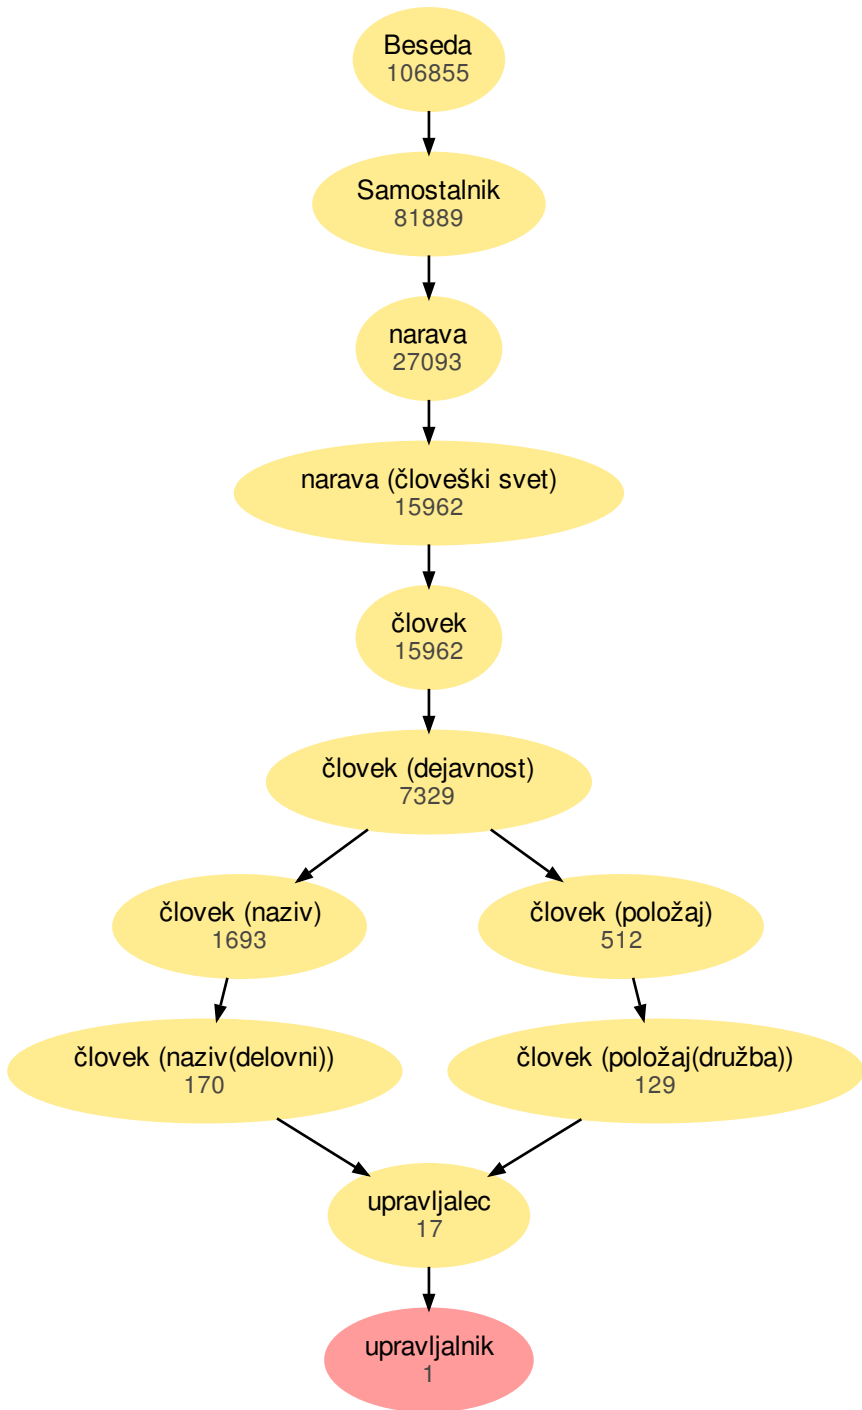 Beseda
106855
Samostalnik
81889
narava
27093
narava (človeški svet)
15962
človek
15962
človek (dejavnost)
7329
človek (naziv)
1693
človek (položaj)
512
človek (naziv(delovni))
170
človek (položaj(družba))
129
upravljalec
17
upravljalnik
1